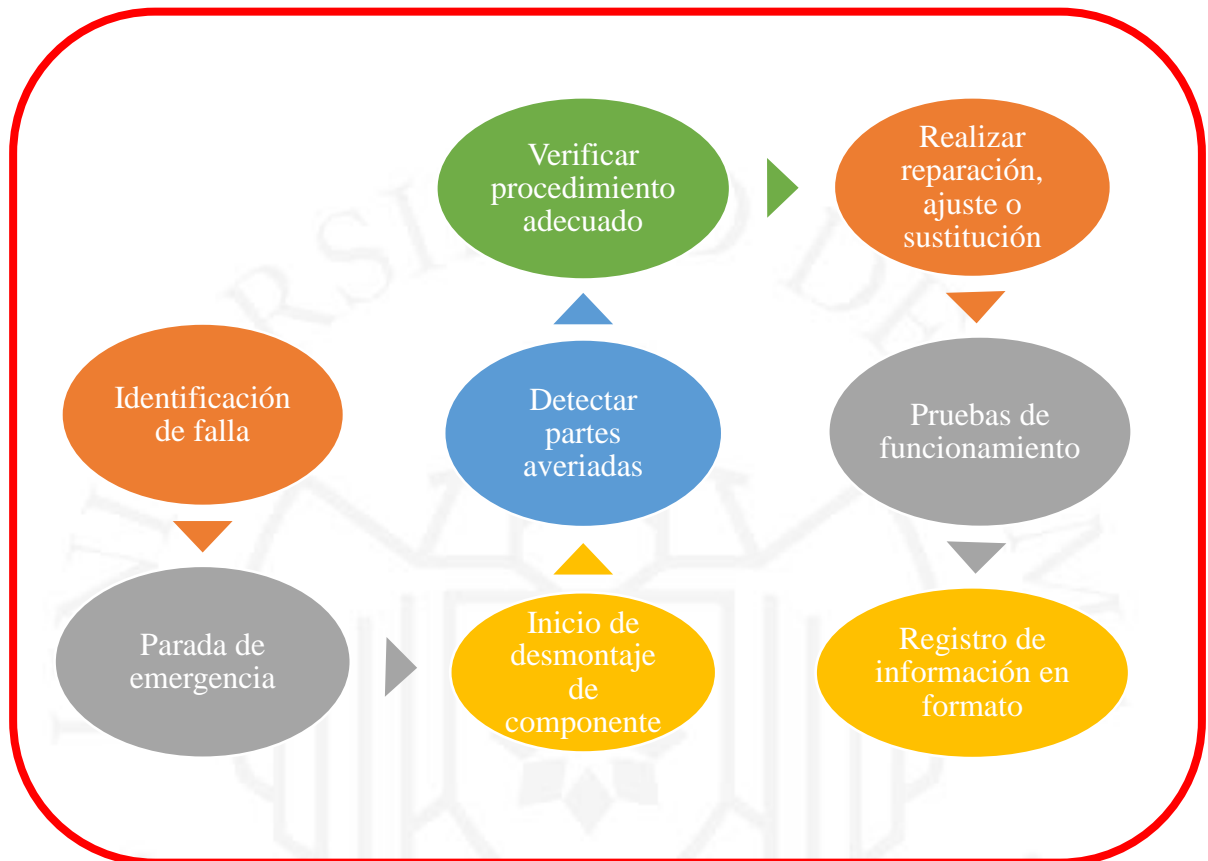 Identificación
de falla
Parada de
emergencia
Inicio de
desmontaje
de
componente
Detectar
partes
averiadas
Verificar
procedimiento
adecuado
Realizar
reparación,
ajuste o
sustitución
Pruebas de
funcionamiento
Registro de
información en
formato